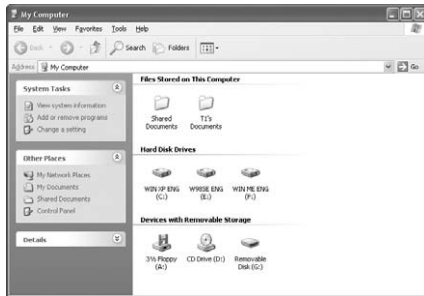 My Computer
File Edit View Favorites Tools Help
Back Search Folders
Address My Computer Go
System Tasks
View system information
Add or remove programs
Change a setting
Other Places
My Network Places
My Documents
Shared Documents
Control Panel
Details
Files Stored on This Computer
Shared Documents
T1's Documents
Hard Disk Drives
WIN XP ENG (C:)
W98SE ENG (E:)
WIN ME ENG (F:)
Devices with Removable Storage
3½ Floppy (A:)
CD Drive (D:)
Removable Disk (G:)